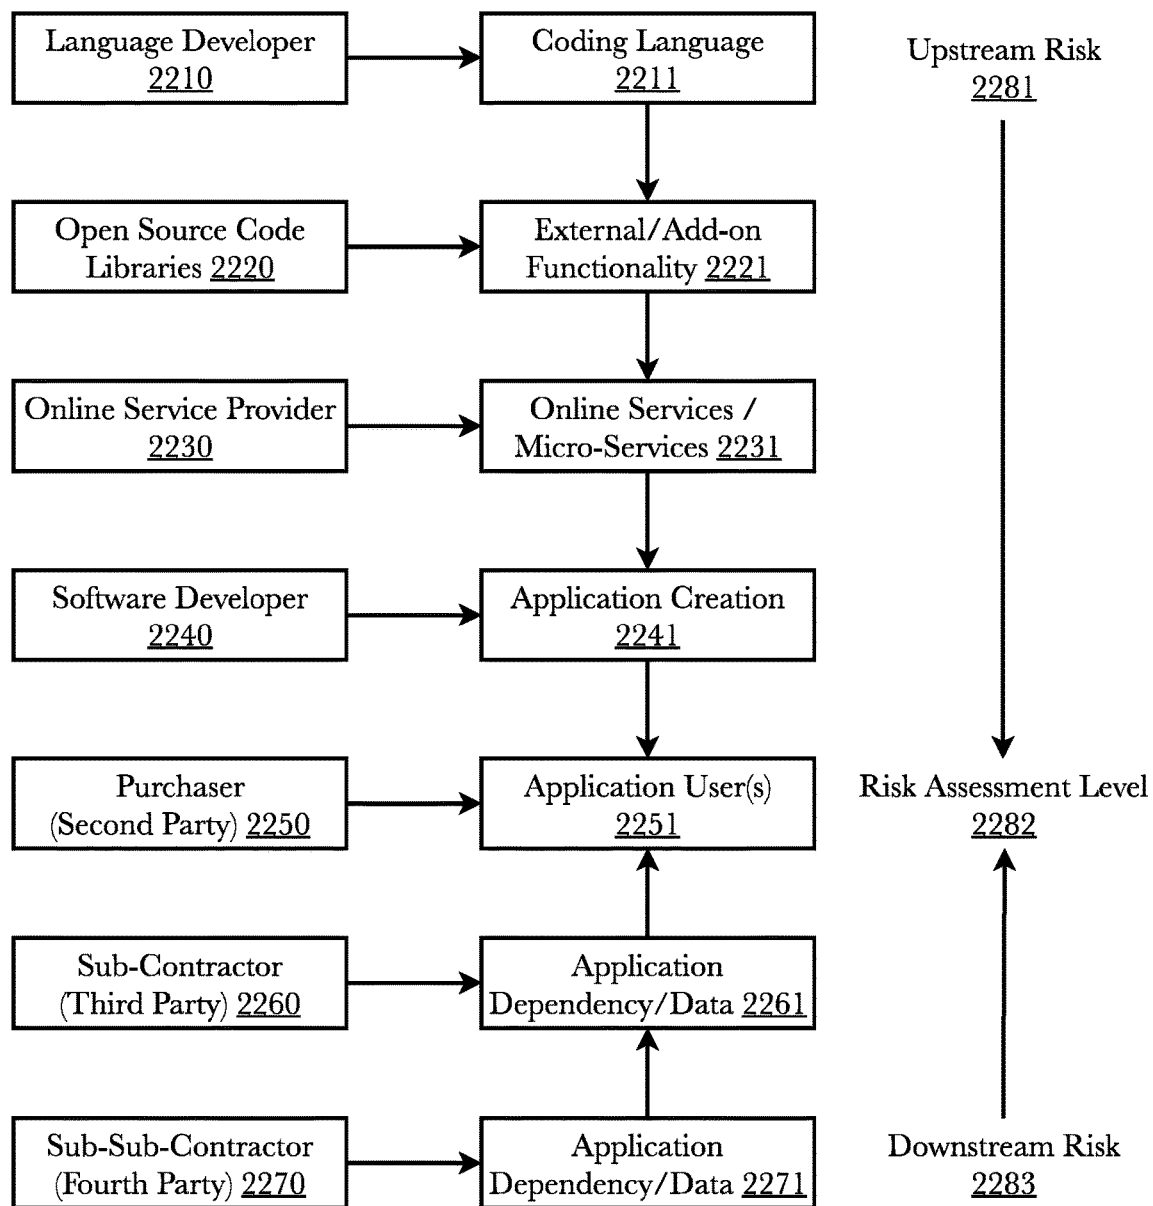 Language Developer
2210
Coding Language
2211
Upstream Risk
2281
Open Source Code
Libraries 2220
External/Add-on
Functionality 2221
Online Service Provider
2230
Online Services /
Micro-Services 2231
Software Developer
2240
Application Creation
2241
Purchaser
(Second Party) 2250
Application User(s)
2251
Risk Assessment Level
2282
Sub-Contractor
(Third Party) 2260
Application
Dependency/Data 2261
Sub-Sub-Contractor
(Fourth Party) 2270
Application
Dependency/Data 2271
Downstream Risk
2283